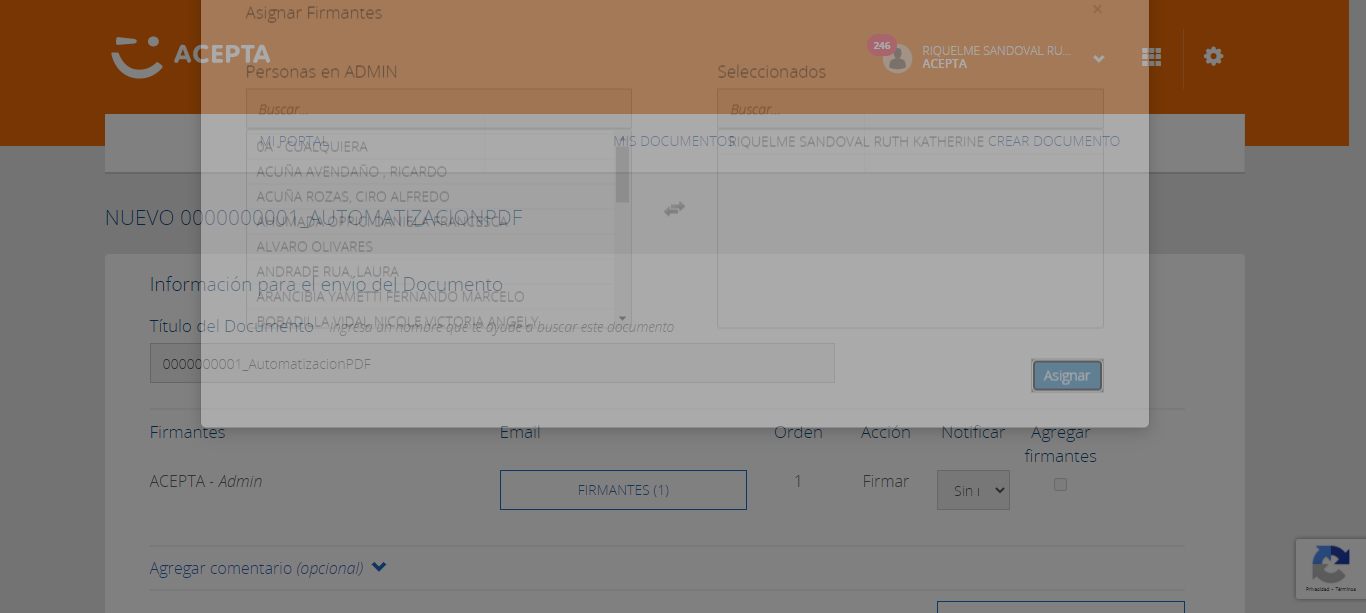 Asignar Firmantes
×
ACEPTA
246
RIQUELME SANDOVAL RU...
ACEPTA
Personas en ADMIN
Seleccionados
Buscar...
Buscar...
MI PORTAL
MIS DOCUMENTOS
CREAR DOCUMENTO
0A - CUALQUIERA
RIQUELME SANDOVAL RUTH KATHERINE
ACUÑA AVENDAÑO , RICARDO
ACUÑA ROZAS, CIRO ALFREDO
NUEVO 0000000001_AUTOMATIZACIONPDF
AHUMADA OPPICI DANIELA FRANCESCA
ALVARO OLIVARES
ANDRADE RUA, LAURA
Información para el envío del Documento
ARANCIBIA YAMETTI FERNANDO MARCELO
BOBADILLA VIDAL, NICOLE VICTORIA ANGELY
Título del Documento - Ingresa un nombre que te ayude a buscar este documento
0000000001_AutomatizacionPDF
Asignar
Firmantes
Email
Orden
Acción
Notificar
Agregar firmantes
ACEPTA - Admin
FIRMANTES (1)
1
Firmar
Sin
Agregar comentario (opcional)
Privacidad - Términos